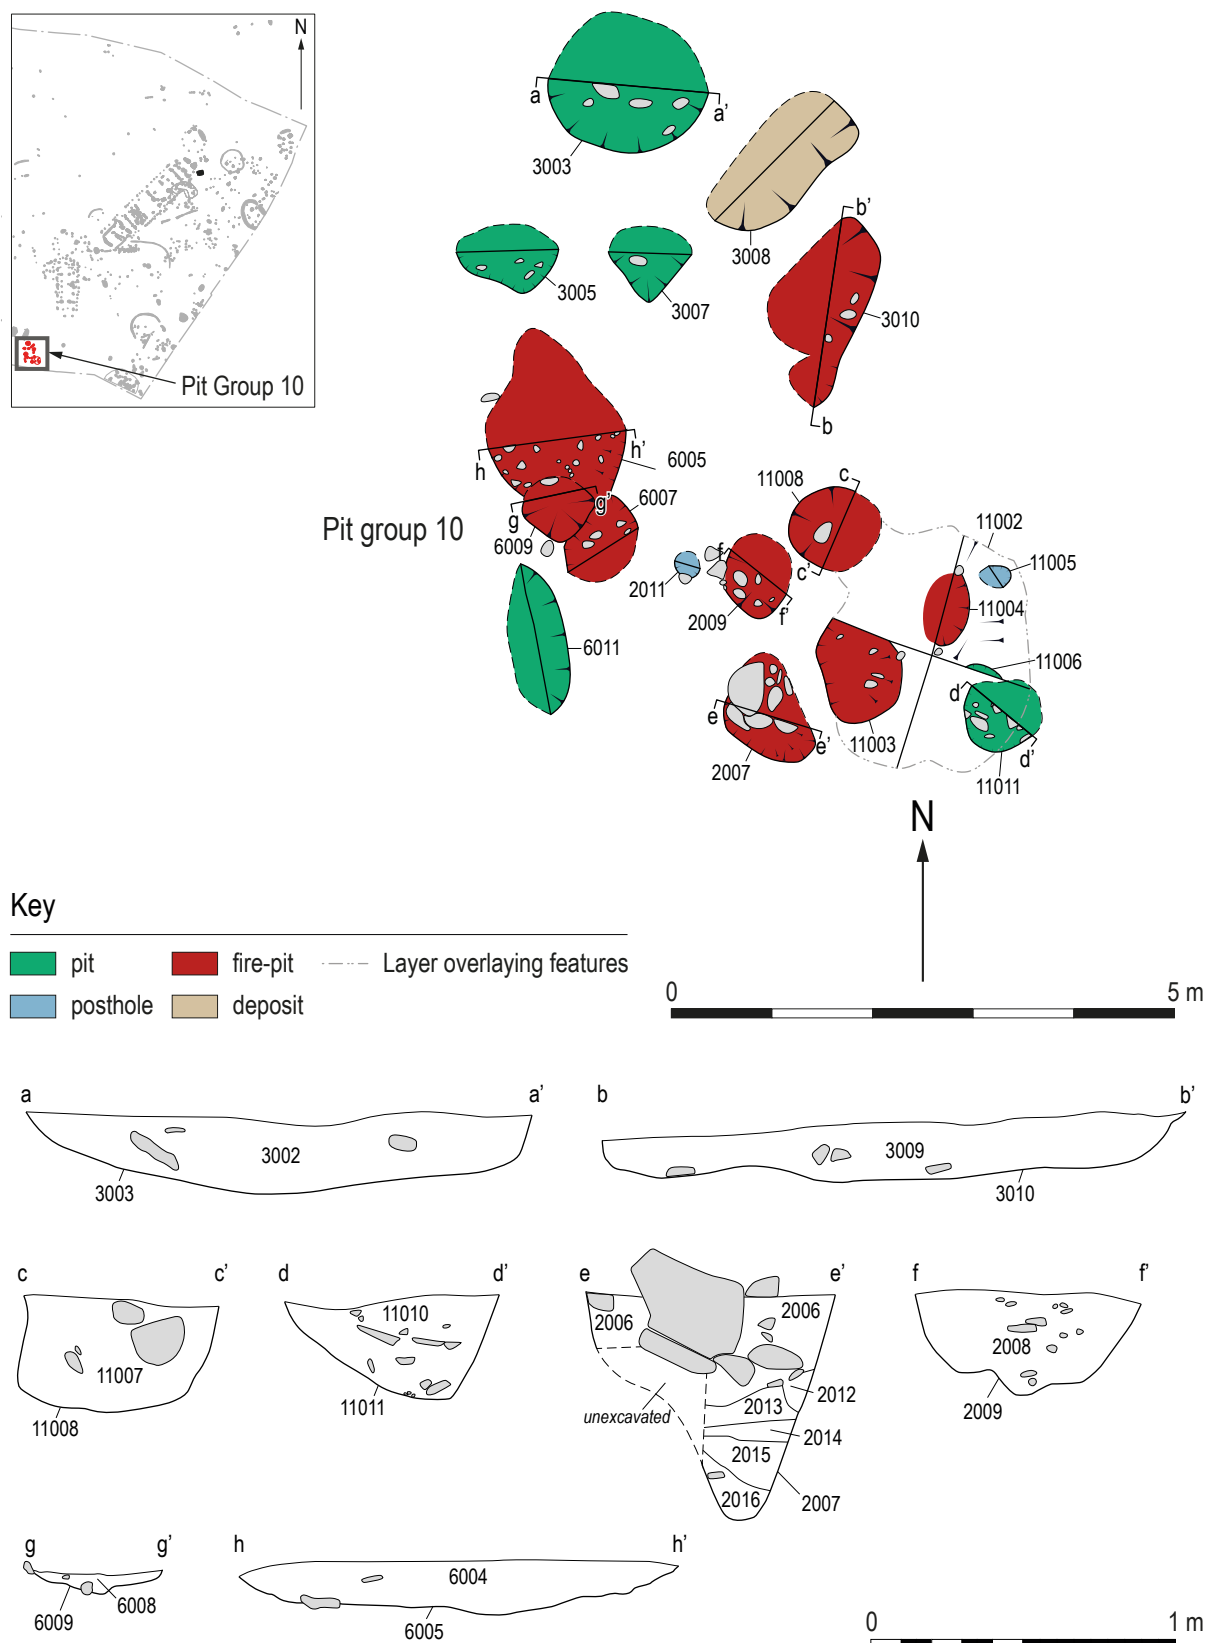 N
Pit Group 10
a
a'
3003
3008
b'
3005
3007
3010
b
h
h'
6005
g
g'
6007
6009
Pit group 10
11008
c
c'
11002
11005
2011
f
f'
2009
11004
6011
11006
d
d'
e
e'
11003
2007
11011
N
Key
pit
fire-pit
Layer overlaying features
posthole
deposit
0
5 m
a
a'
b
b'
3002
3009
3003
3010
c
c'
d
d'
e
e'
f
f'
2006
11010
2006
2008
11007
11008
11011
unexcavated
2013
2012
2009
2014
2015
2016
2007
g
g'
h
h'
6004
6009
6008
6005
0
1 m